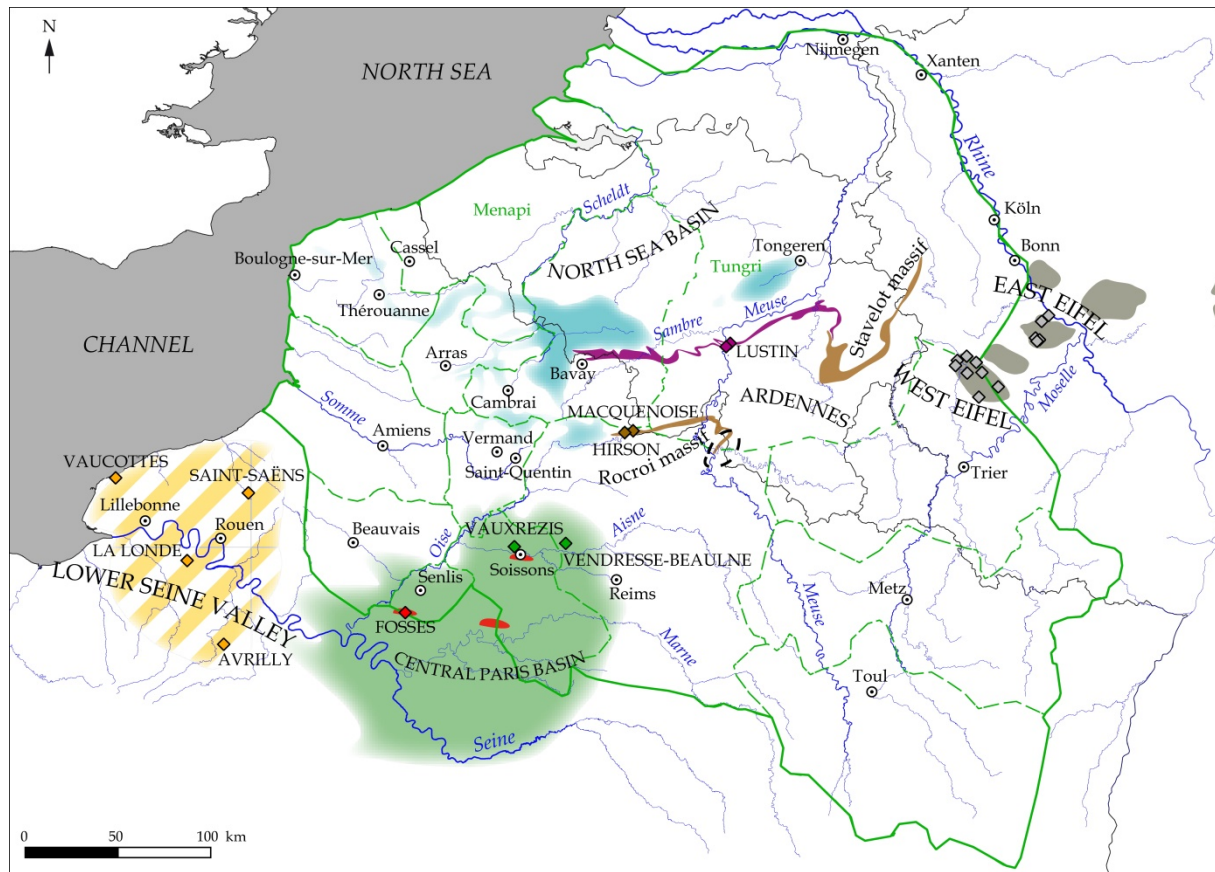 N
NORTH SEA
Nijmegen
Xanten
Rhine
Menapi
Scheldt
Köln
NORTH SEA BASIN
Cassel
Tongeren
Bonn
Boulogne-sur-Mer
Tungri
Stavelot massif
EAST EIFEL
Thérouanne
Meuse
Sambre
CHANNEL
Arras
LUSTIN
Bavay
WEST EIFEL
Moselle
Cambrai
ARDENNES
Somme
MACQUENOISE
Amiens
Vermand
HIRSON
Rocroi massif
Saint-Quentin
Trier
VAUCOTTES
SAINT-SAËNS
Lillebonne
Rouen
Beauvais
Oise
VAUXREZIS
Aisne
LA LONDE
VENDRESSE-BEAULNE
Soissons
LOWER SEINE VALLEY
Senlis
Reims
Meuse
Metz
FOSSES
Marne
AVRILLY
CENTRAL PARIS BASIN
Toul
Seine
0 50 100 km